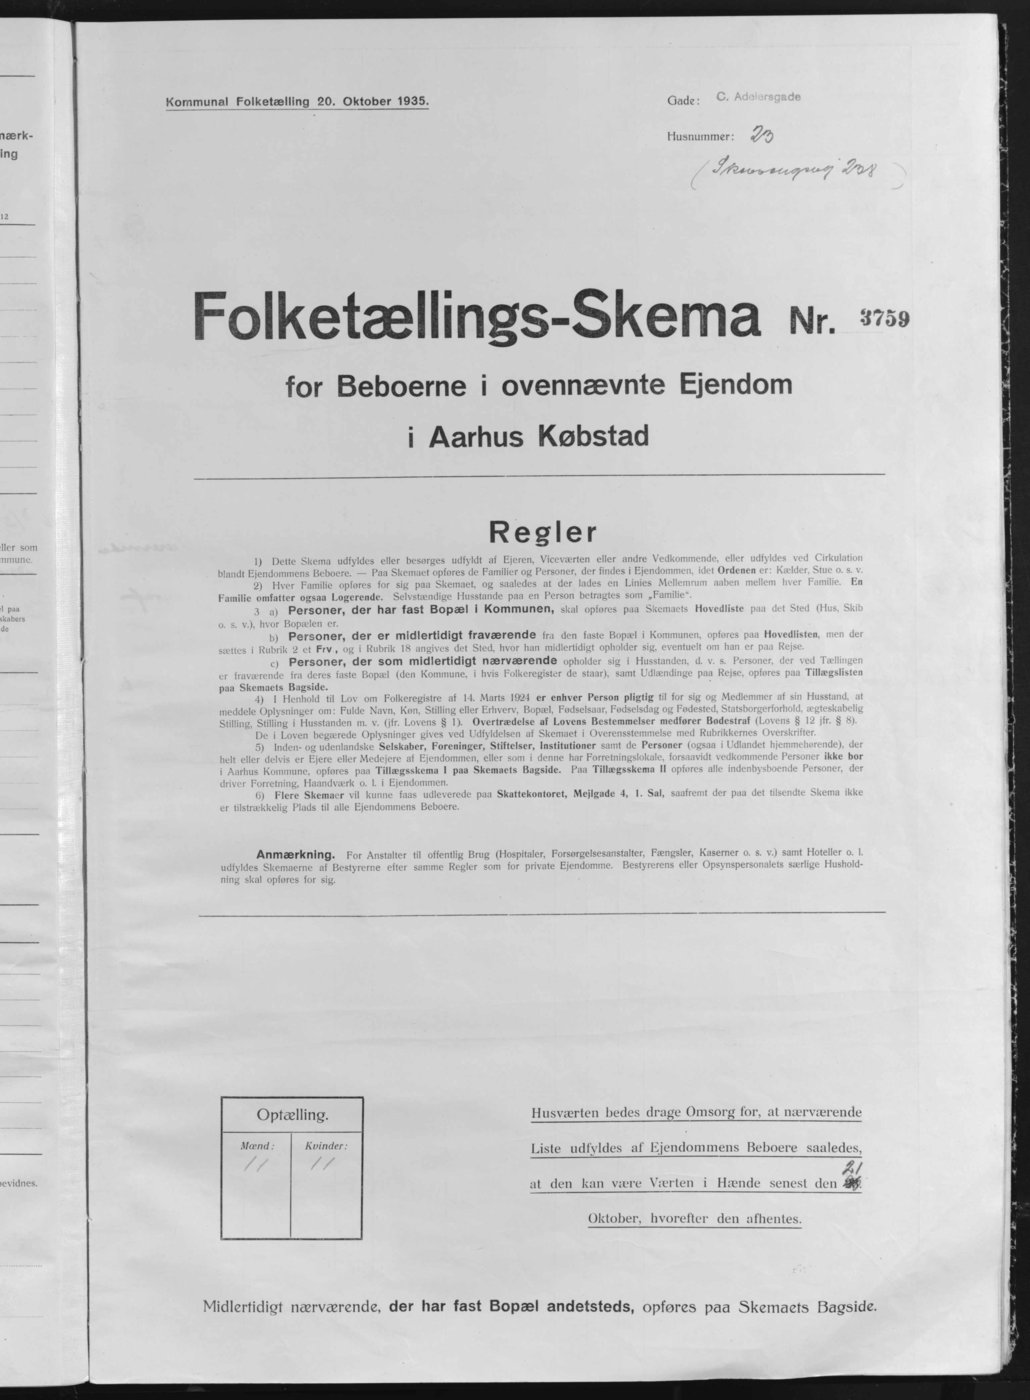 nærk-
ing
12
ller som
mmune.
l paa
skabers
de
bevidnes.
Kommunal Folketælling 20. Oktober 1935.
Gade: C. Adelersgade
Husnummer: 23
(Skovvangsvej 238)
Folketællings-Skema Nr. 3759
for Beboerne i ovennævnte Ejendom
i Aarhus Købstad
Regler
1) Dette Skema udfyldes eller besørges udfyldt af Ejeren, Viceværten eller andre Vedkommende, eller udfyldes ved Cirkulation
blandt Ejendommens Beboere. — Paa Skemaet opføres de Familier og Personer, der findes i Ejendommen, idet Ordenen er: Kælder, Stue o. s. v.
2) Hver Familie opføres for sig paa Skemaet, og saaledes at der lades en Linies Mellemrum aaben mellem hver Familie. En
Familie omfatter ogsaa Logerende. Selvstændige Husstande paa en Person betragtes som „Familie“.
3 a) Personer, der har fast Bopæl i Kommunen, skal opføres paa Skemaets Hovedliste paa det Sted (Hus, Skib
o. s. v.), hvor Bopælen er.
b) Personer, der er midlertidigt fraværende fra den faste Bopæl i Kommunen, opføres paa Hovedlisten, men der
sættes i Rubrik 2 et Frv , og i Rubrik 18 angives det Sted, hvor han midlertidigt opholder sig, eventuelt om han er paa Rejse.
c) Personer, der som midlertidigt nærværende opholder sig i Husstanden, d. v. s. Personer, der ved Tællingen
er fraværende fra deres faste Bopæl (den Kommune, i hvis Folkeregister de staar), samt Udlændinge paa Rejse, opføres paa Tillægslisten
paa Skemaets Bagside.
4) I Henhold til Lov om Folkeregistre af 14. Marts 1924 er enhver Person pligtig til for sig og Medlemmer af sin Husstand, at
meddele Oplysninger om: Fulde Navn, Køn, Stilling eller Erhverv, Bopæl, Fødselsaar, Fødselsdag og Fødested, Statsborgerforhold, ægteskabelig
Stilling, Stilling i Husstanden m. v. (jfr. Lovens § 1). Overtrædelse af Lovens Bestemmelser medfører Bødestraf (Lovens § 12 jfr. § 8).
De i Loven begærede Oplysninger gives ved Udfyldelsen af Skemaet i Overensstemmelse med Rubrikkernes Overskrifter.
5) Inden- og udenlandske Selskaber, Foreninger, Stiftelser, Institutioner samt de Personer (ogsaa i Udlandet hjemmehørende), der
helt eller delvis er Ejere eller Medejere af Ejendommen, eller som i denne har Forretningslokale, forsaavidt vedkommende Personer ikke bor
i Aarhus Kommune, opføres paa Tillægsskema I paa Skemaets Bagside. Paa Tillægsskema II opføres alle indenbysboende Personer, der
driver Forretning, Haandværk o. l. i Ejendommen.
6) Flere Skemaer vil kunne faas udleverede paa Skattekontoret, Mejlgade 4, 1. Sal, saafremt der paa det tilsendte Skema ikke
er tilstrækkelig Plads til alle Ejendommens Beboere.
Anmærkning. For Anstalter til offentlig Brug (Hospitaler, Forsørgelsesanstalter, Fængsler, Kaserner o. s. v.) samt Hoteller o. l.
udfyldes Skemaerne af Bestyrerne efter samme Regler som for private Ejendomme. Bestyrerens eller Opsynspersonalets særlige Hushold-
ning skal opføres for sig.
Optælling.
Mænd: Kvinder:
11 11
Husværten bedes drage Omsorg for, at nærværende
Liste udfyldes af Ejendommens Beboere saaledes,
21
at den kan være Værten i Hænde senest den
Oktober, hvorefter den afhentes.
Midlertidigt nærværende, der har fast Bopæl andetsteds, opføres paa Skemaets Bagside.